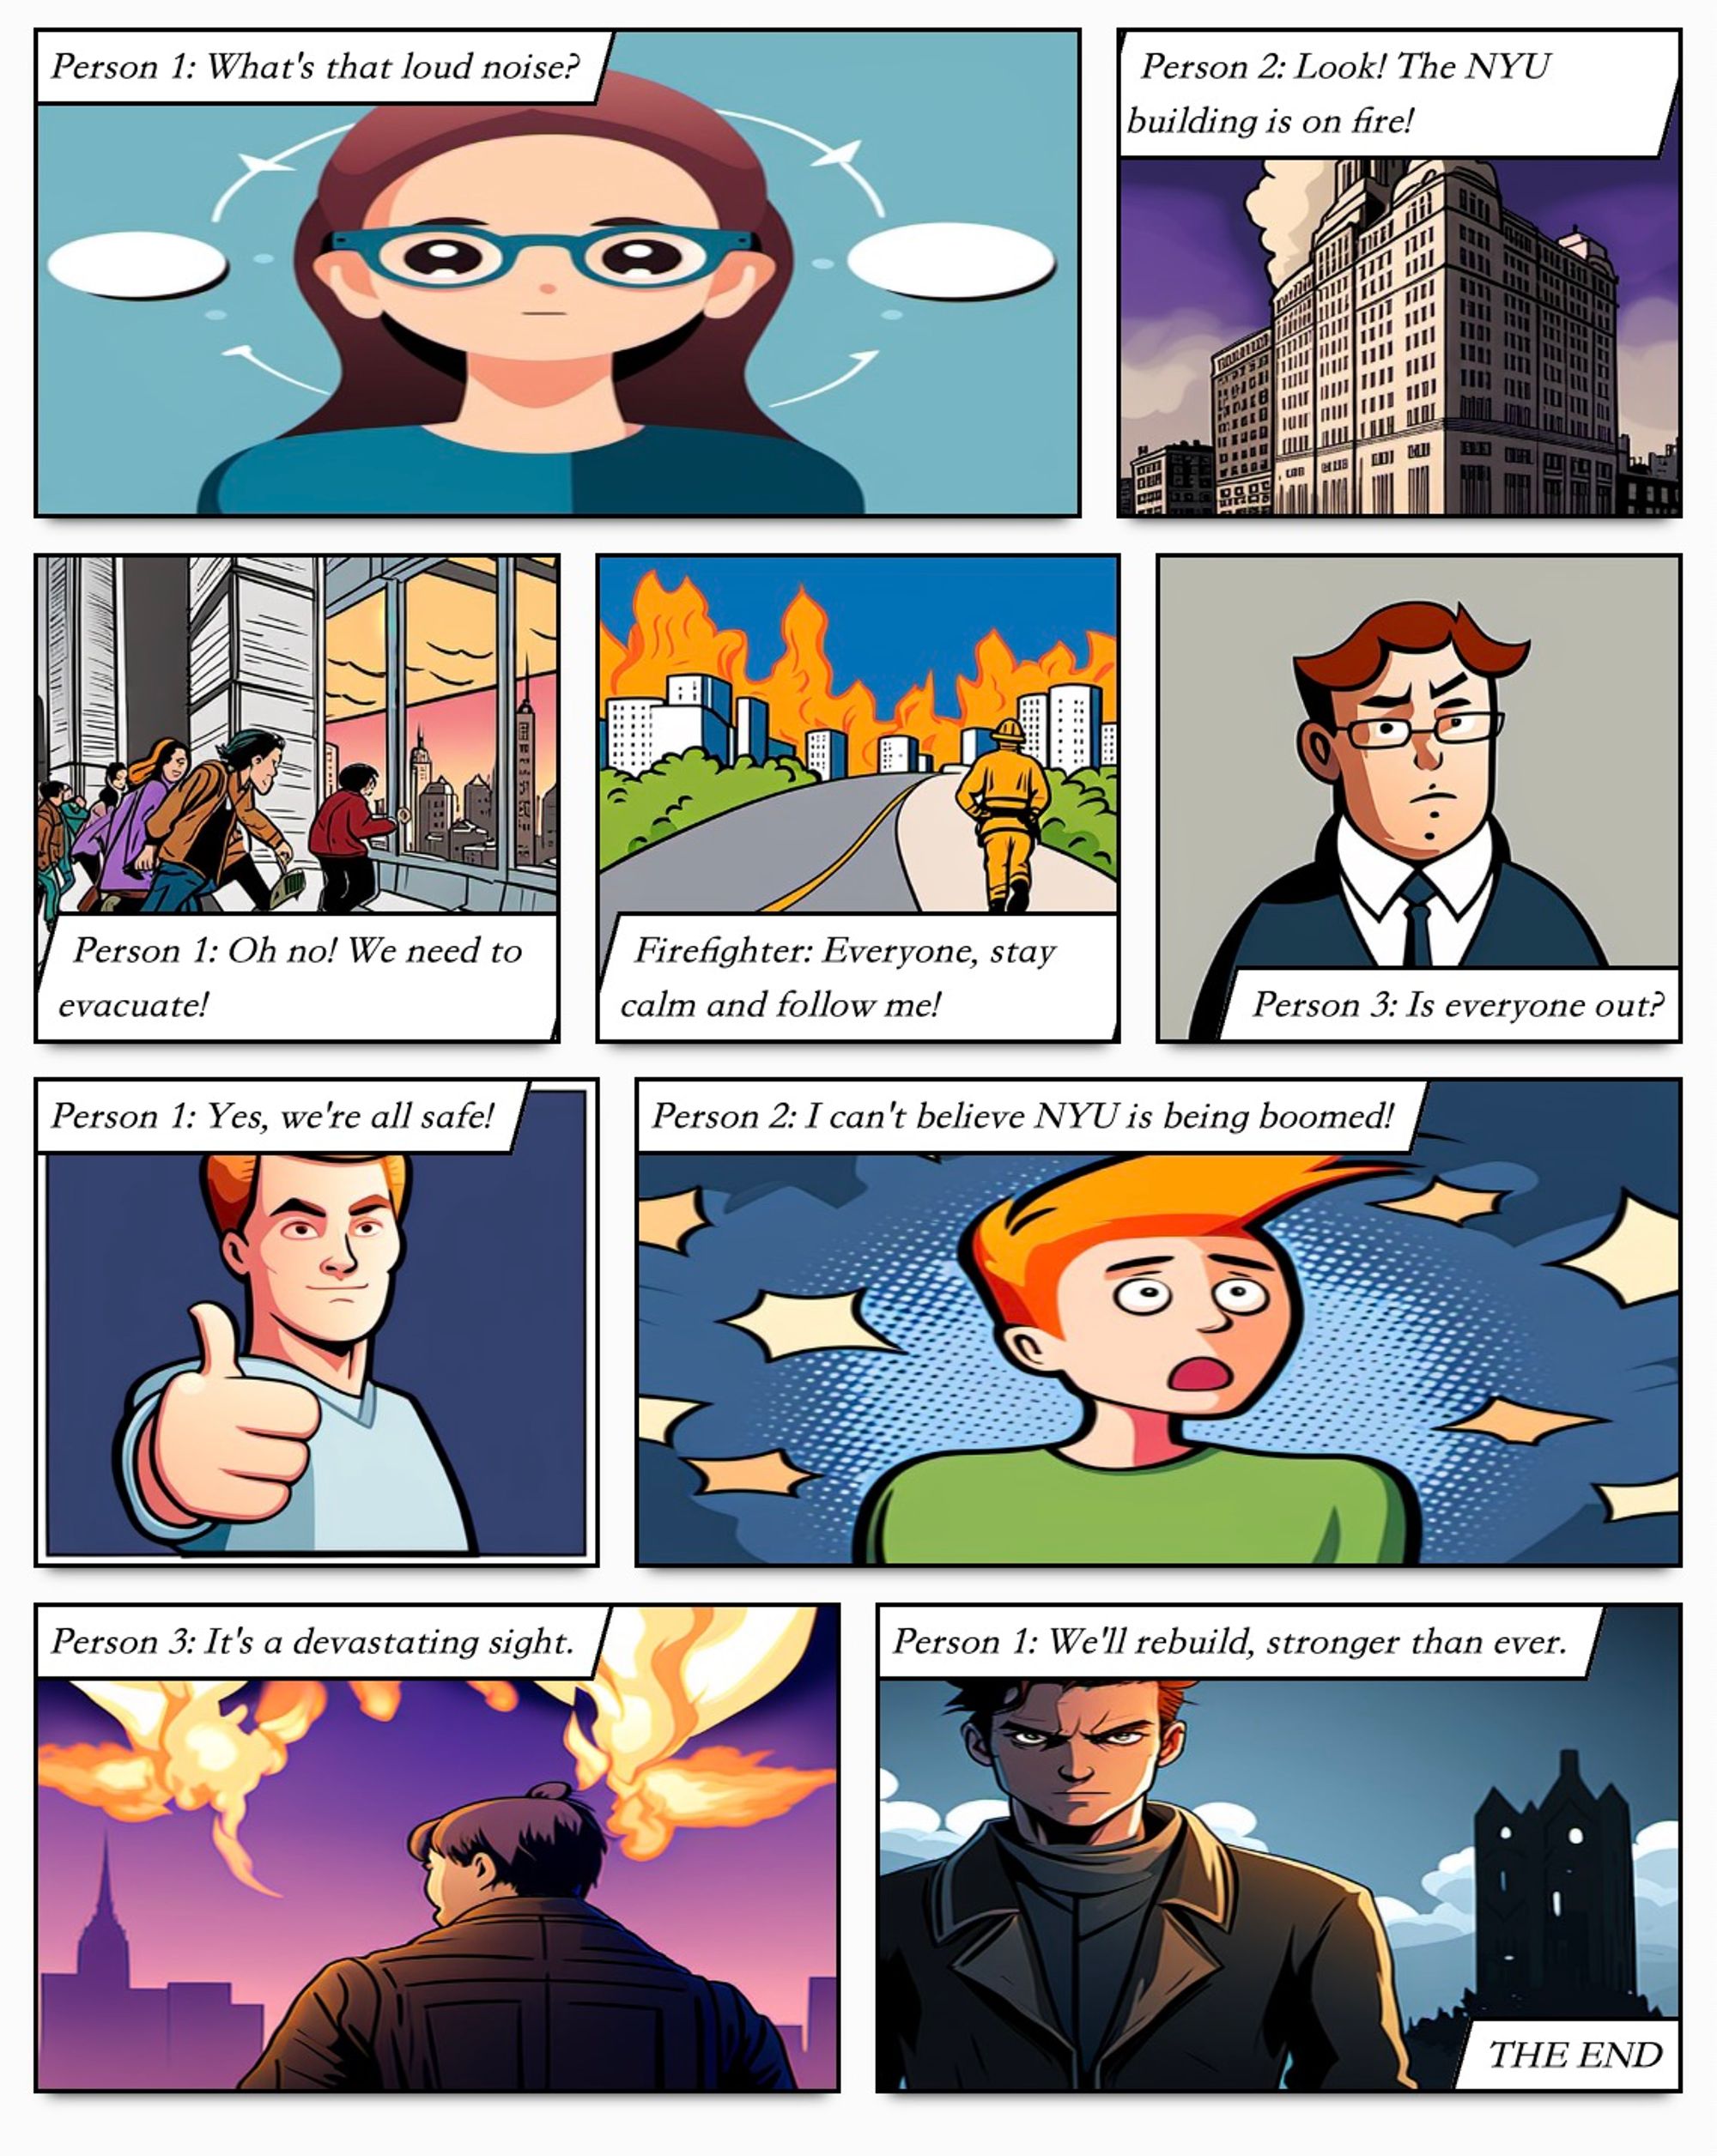 Person 1: What's that loud noise?
Person 2: Look! The NYU
building is on fire!
Person 1: Oh no! We need to
evacuate!
Firefighter: Everyone, stay
calm and follow me!
Person 3: Is everyone out?
Person 1: Yes, we're all safe!
Person 2: I can't believe NYU is being boomed!
Person 3: It's a devastating sight.
Person 1: We'll rebuild, stronger than ever.
THE END